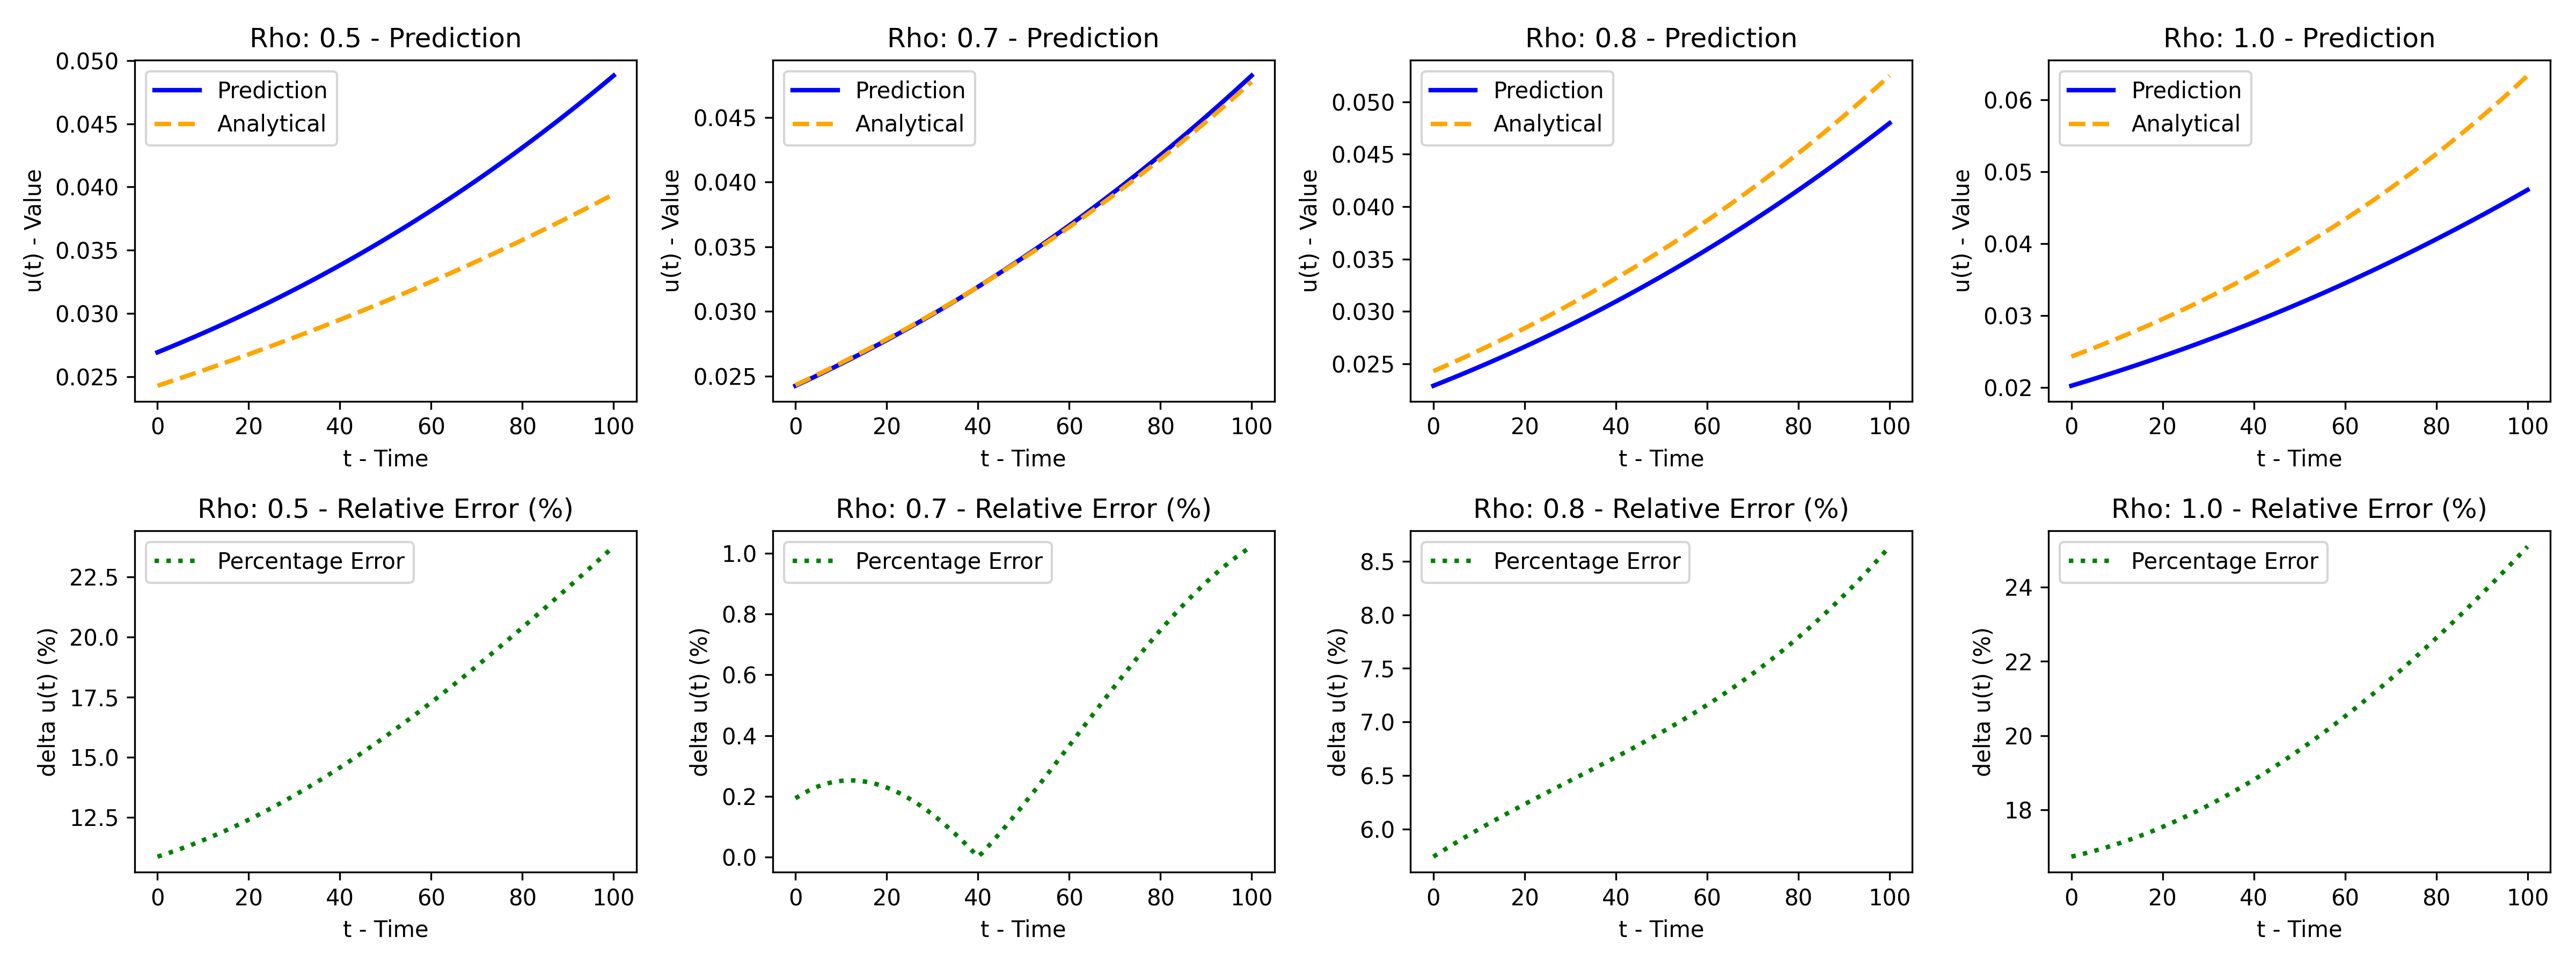 Rho: 0.5 - Prediction
0.050
0.045
0.040
0.035
0.030
0.025
u(t) - Value
Prediction
Analytical
0 20 40 60 80 100
t - Time
Rho: 0.7 - Prediction
0.045
0.040
0.035
0.030
0.025
u(t) - Value
Prediction
Analytical
0 20 40 60 80 100
t - Time
Rho: 0.8 - Prediction
0.050
0.045
0.040
0.035
0.030
0.025
u(t) - Value
Prediction
Analytical
0 20 40 60 80 100
t - Time
Rho: 1.0 - Prediction
0.06
0.05
0.04
0.03
0.02
u(t) - Value
Prediction
Analytical
0 20 40 60 80 100
t - Time
Rho: 0.5 - Relative Error (%)
22.5
20.0
17.5
15.0
12.5
delta u(t) (%)
Percentage Error
0 20 40 60 80 100
t - Time
Rho: 0.7 - Relative Error (%)
1.0
0.8
0.6
0.4
0.2
0.0
delta u(t) (%)
Percentage Error
0 20 40 60 80 100
t - Time
Rho: 0.8 - Relative Error (%)
8.5
8.0
7.5
7.0
6.5
6.0
delta u(t) (%)
Percentage Error
0 20 40 60 80 100
t - Time
Rho: 1.0 - Relative Error (%)
24
22
20
18
delta u(t) (%)
Percentage Error
0 20 40 60 80 100
t - Time